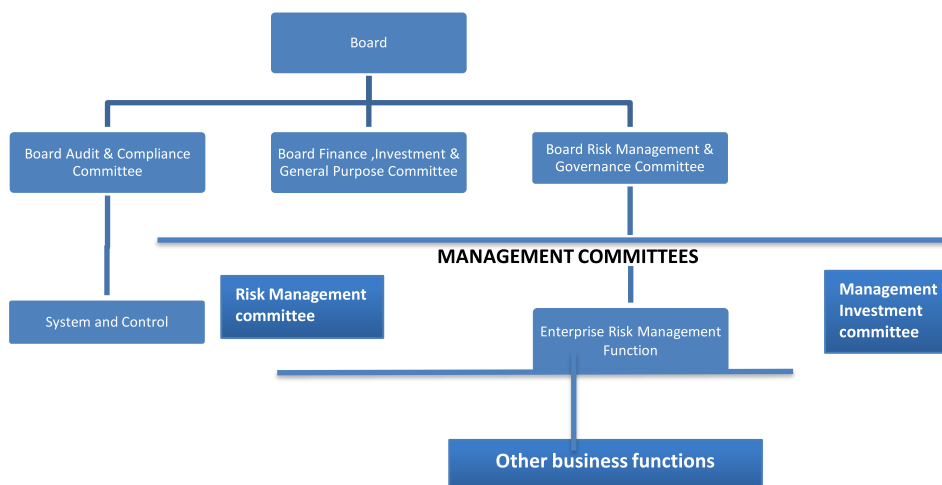 Board
Board Audit & Compliance
Committee
Board Finance ,Investment &
General Purpose Committee
Board Risk Management &
Governance Committee
MANAGEMENT COMMITTEES
Risk Management
committee
Management
Investment
committee
System and Control
Enterprise Risk Management
Function
Other business functions